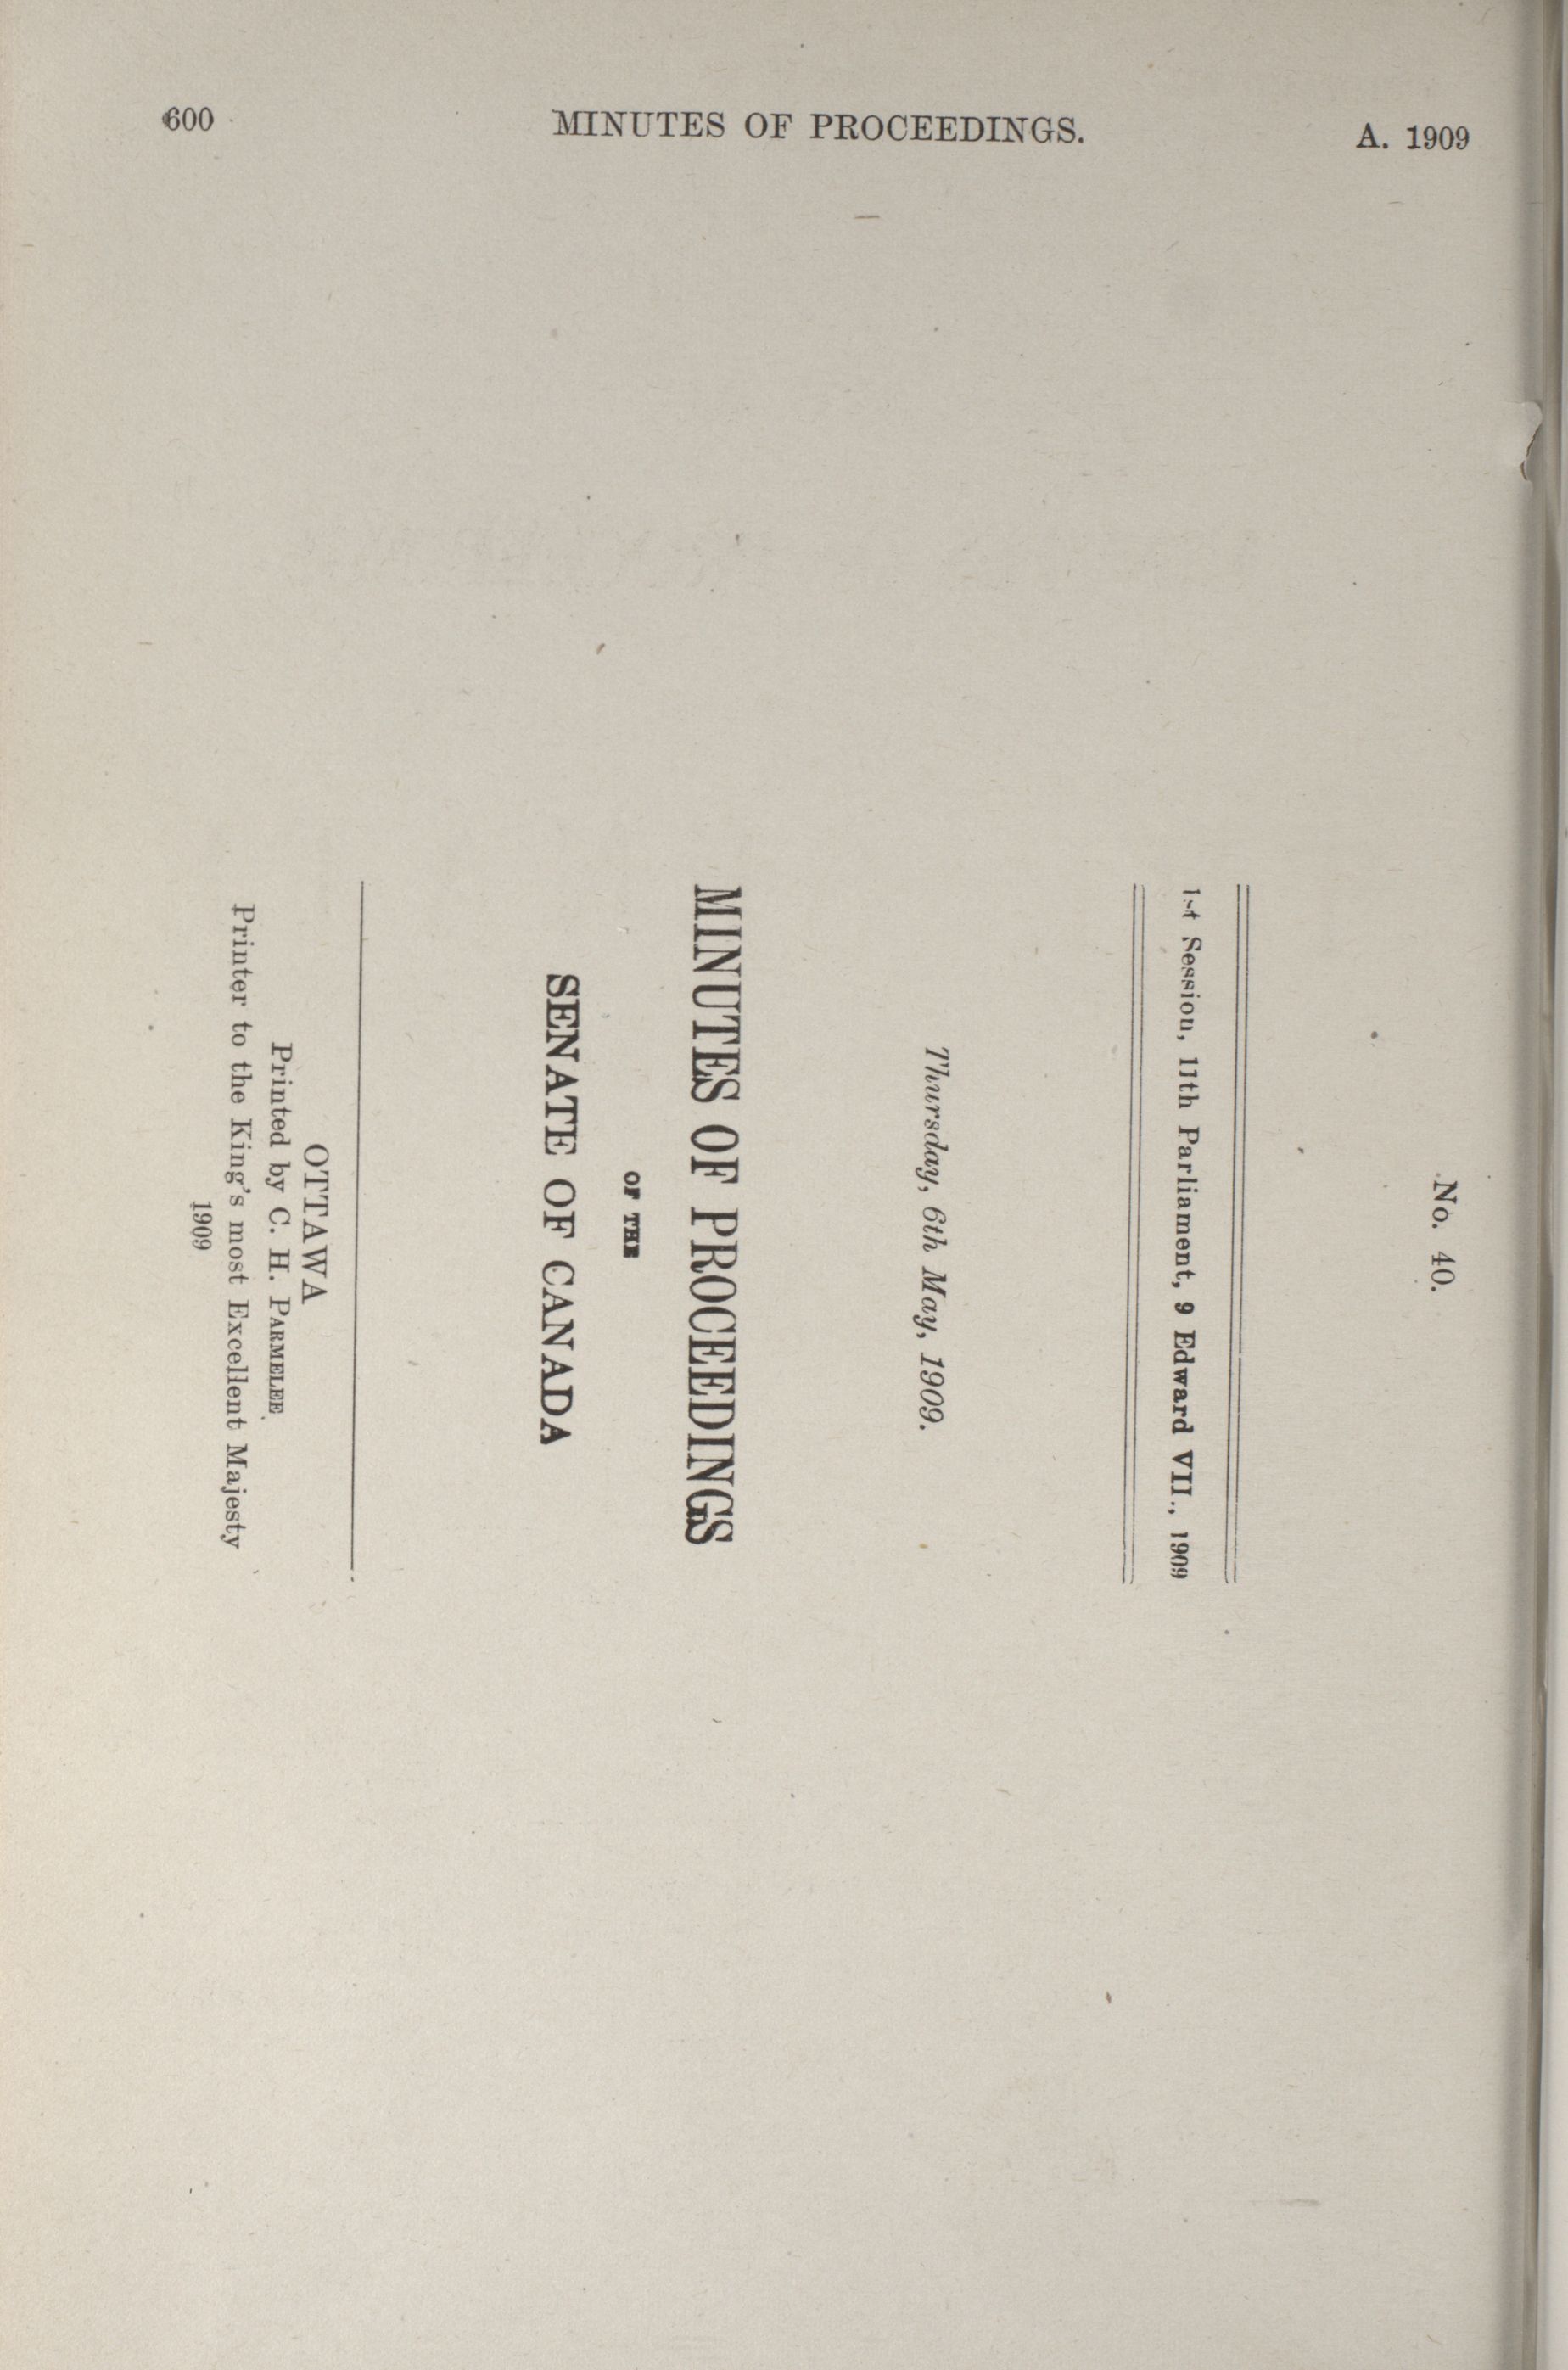 600 MINUTES OF PROCEEDINGS. A. 1909
No. 40.
1st Session, 11th Parliament, 9 Edward VII., 1909
Thursday, 6th May, 1909.
MINUTES OF PROCEEDINGS
OF THE
SENATE OF CANADA
OTTAWA
Printed by C. H. PARMELEE
Printer to the King's most Excellent Majesty
1909